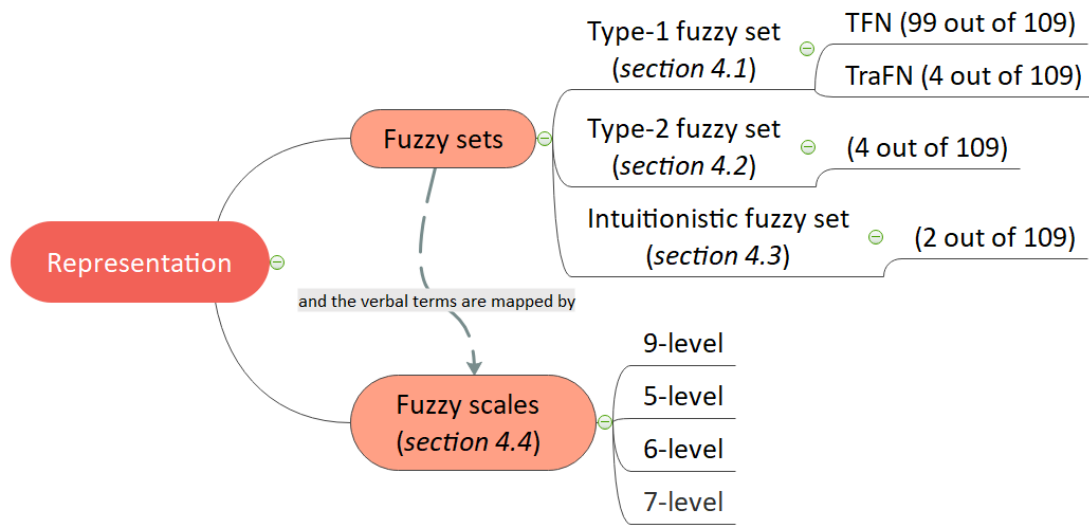 Representation
Fuzzy sets
Type-1 fuzzy set
(section 4.1)
TFN (99 out of 109)
TraFN (4 out of 109)
Type-2 fuzzy set
(section 4.2)
(4 out of 109)
Intuitionistic fuzzy set
(section 4.3)
(2 out of 109)
and the verbal terms are mapped by
Fuzzy scales
(section 4.4)
9-level
5-level
6-level
7-level